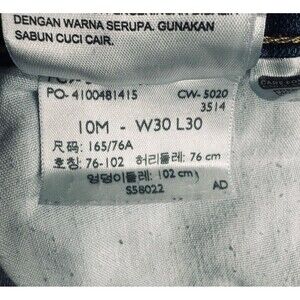 DENGAN WARNA SERUPA. GUNAKAN
SABUN CUCI CAIR.
PO- 4100481415 CW- 5020
3514
10M - W30 L30
尺码: 165/76A
호칭: 76-102 허리둘레: 76 cm
엉덩이둘레: 102 cm
S58022 AD